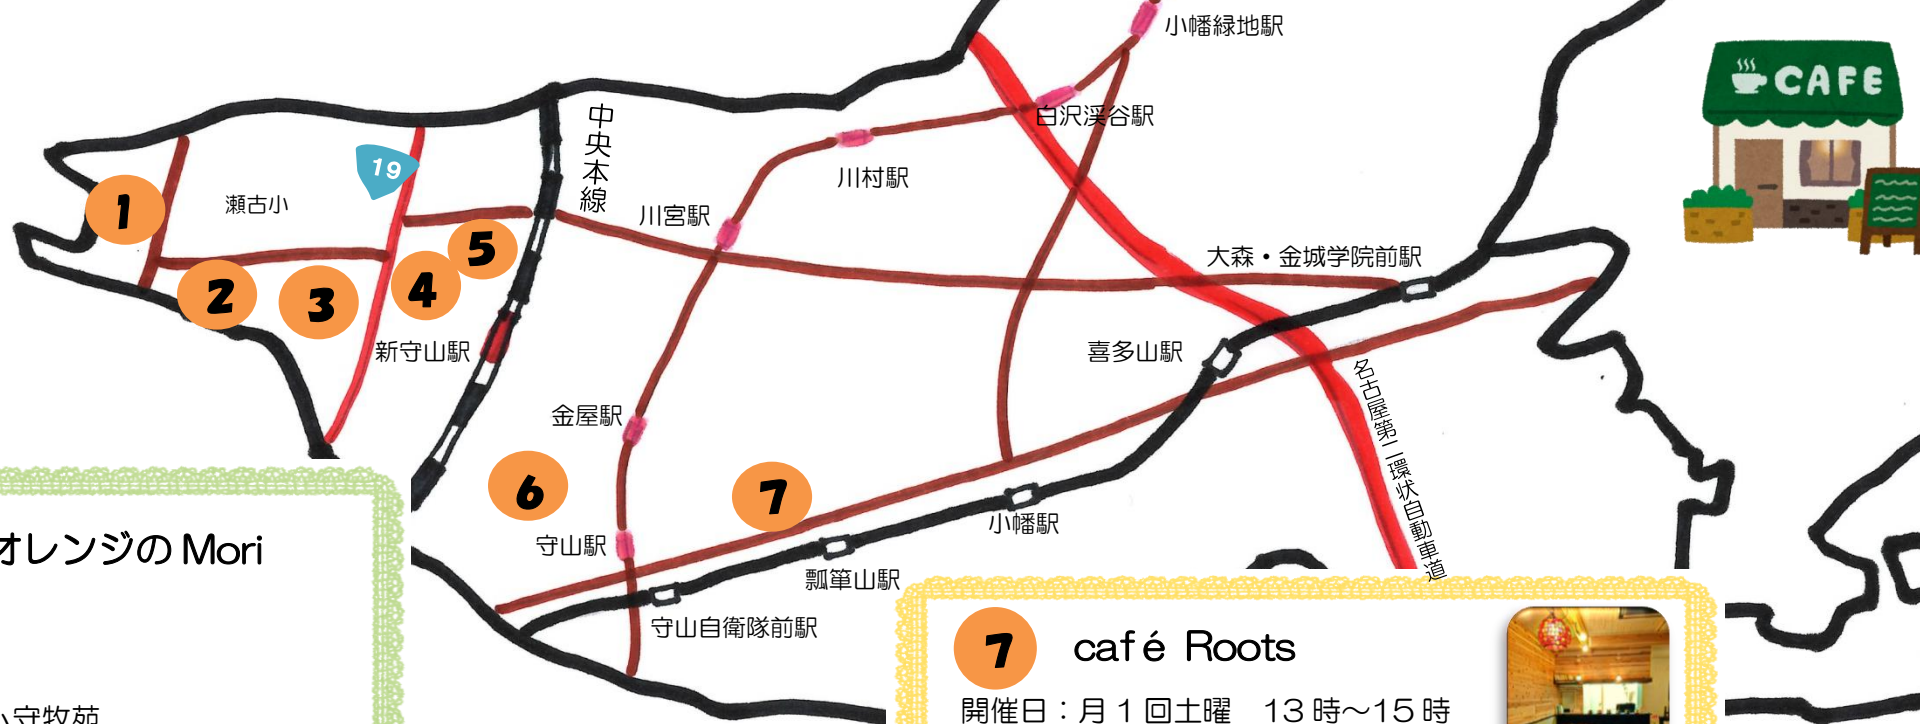 小幡緑地駅
CAFE
中央本線
白沢渓谷駅
19
川村駅
1
瀬古小
川宮駅
5
大森・金城学院前駅
2
3
4
新守山駅
喜多山駅
名古屋第二環状自動車道
金屋駅
6
7
小幡駅
守山駅
オレンジの Mori
瓢箪山駅
守山自衛隊前駅
7 café Roots
開催日：月1回土曜 13時～15時
守牧苑